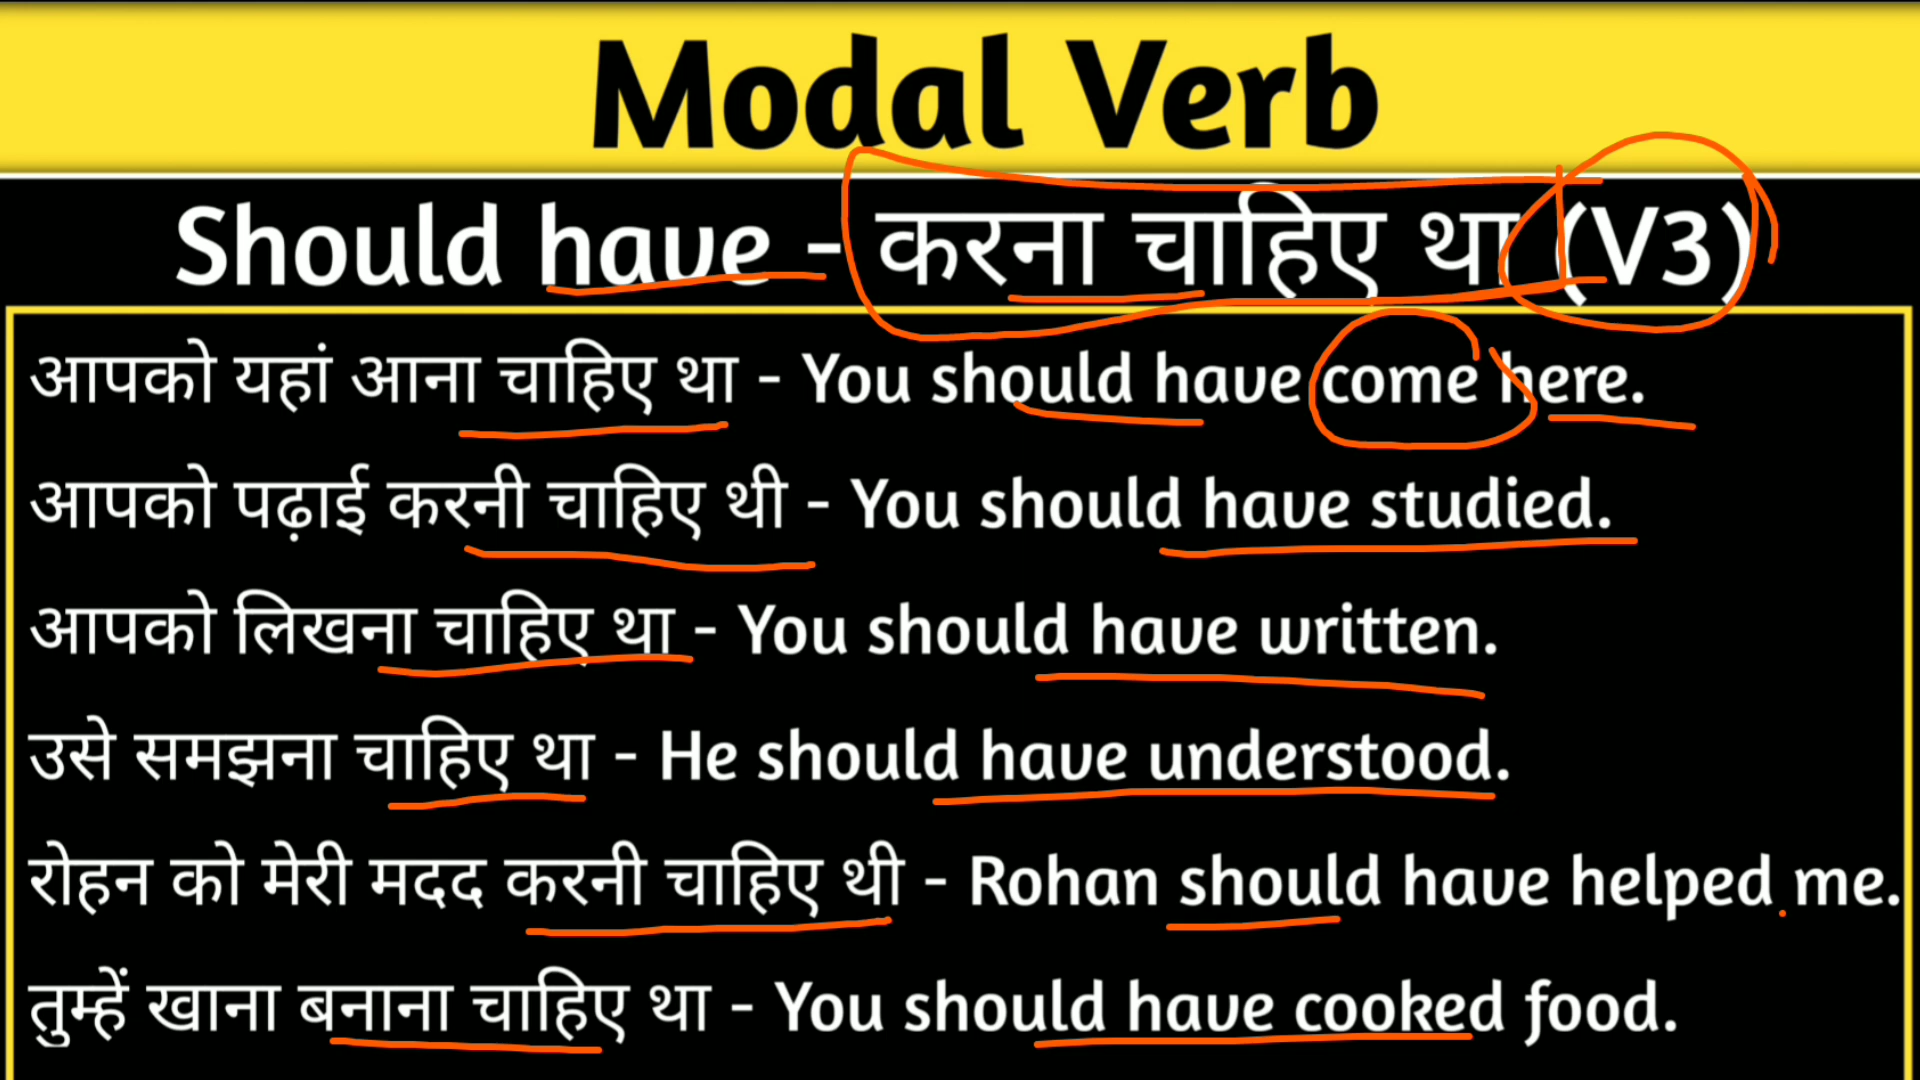 Modal Verb
Should have - करना चाहिए था (V3)
आपको यहां आना चाहिए था - You should have come here.
आपको पढ़ाई करनी चाहिए थी - You should have studied.
आपको लिखना चाहिए था - You should have written.
उसे समझना चाहिए था - He should have understood.
रोहन को मेरी मदद करनी चाहिए थी - Rohan should have helped me.
तुम्हें खाना बनाना चाहिए था - You should have cooked food.